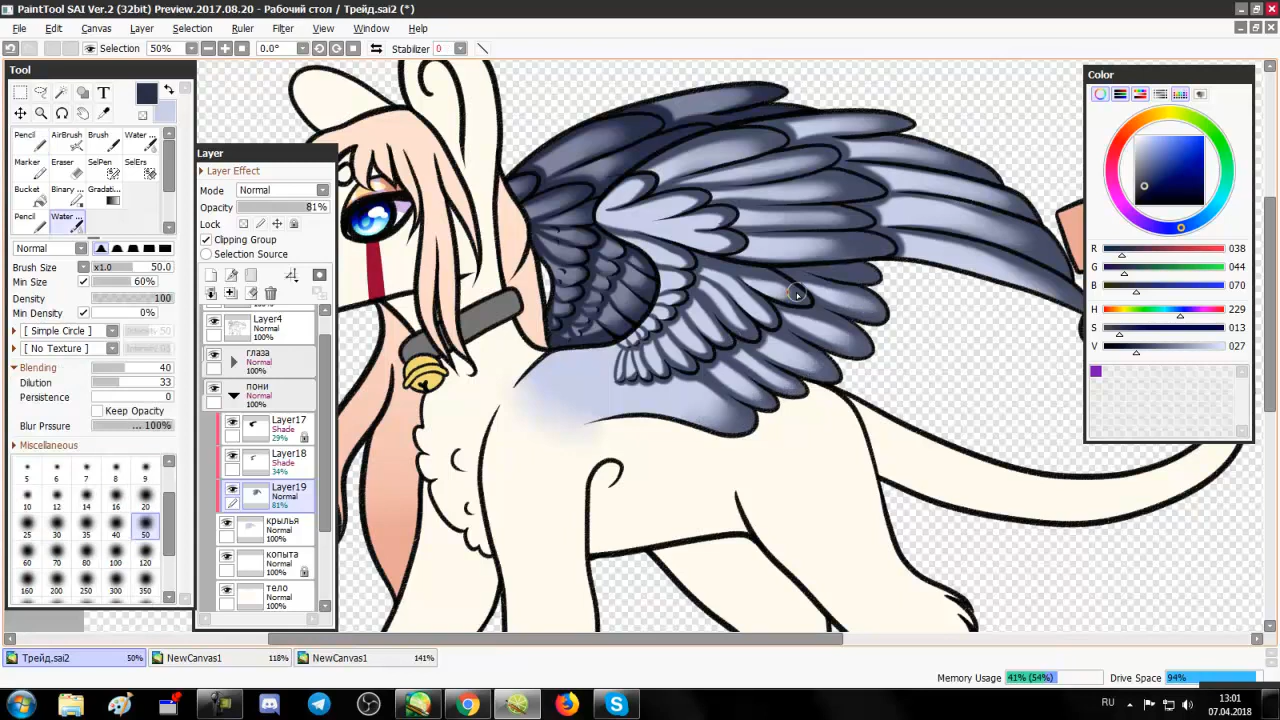 PaintTool SAI Ver.2 (32bit) Preview.2017.08.20 - Рабочий стол / Трейд.sai2 (*)
File Edit Canvas Layer Selection Ruler Filter View Window Help
Selection 50% 0.0° Stabilizer 0
Tool
T
Pencil AirBrush Brush Water ...
Marker Eraser SelPen SelErs
Bucket Binary ... Gradati...
Pencil Water ...
Normal
Brush Size x1.0 50.0
Min Size 60%
Density 100
Min Density 0%
[ Simple Circle ]
[ No Texture ]
Blending 40
Dilution 33
Persistence 0
Keep Opacity
Blur Prssure ... 100%
Miscellaneous
5 6 7 8 9
10 12 14 16 20
25 30 35 40 50
60 70 80 100 120
160 200 250 300 350
Layer
Layer Effect
Mode Normal
Opacity 81%
Lock
Clipping Group
Selection Source
Layer4
Normal
100%
глаза
Normal
100%
пони
Normal
100%
Layer17
Shade
29%
Layer18
Shade
34%
Layer19
Normal
81%
крылья
Normal
100%
копыта
Normal
100%
тело
Normal
100%
Color
R 038
G 044
B 070
H 229
S 013
V 027
Трейд.sai2 50% NewCanvas1 118% NewCanvas1 141%
Memory Usage 41% (54%) Drive Space 94%
RU 13:01
07.04.2018